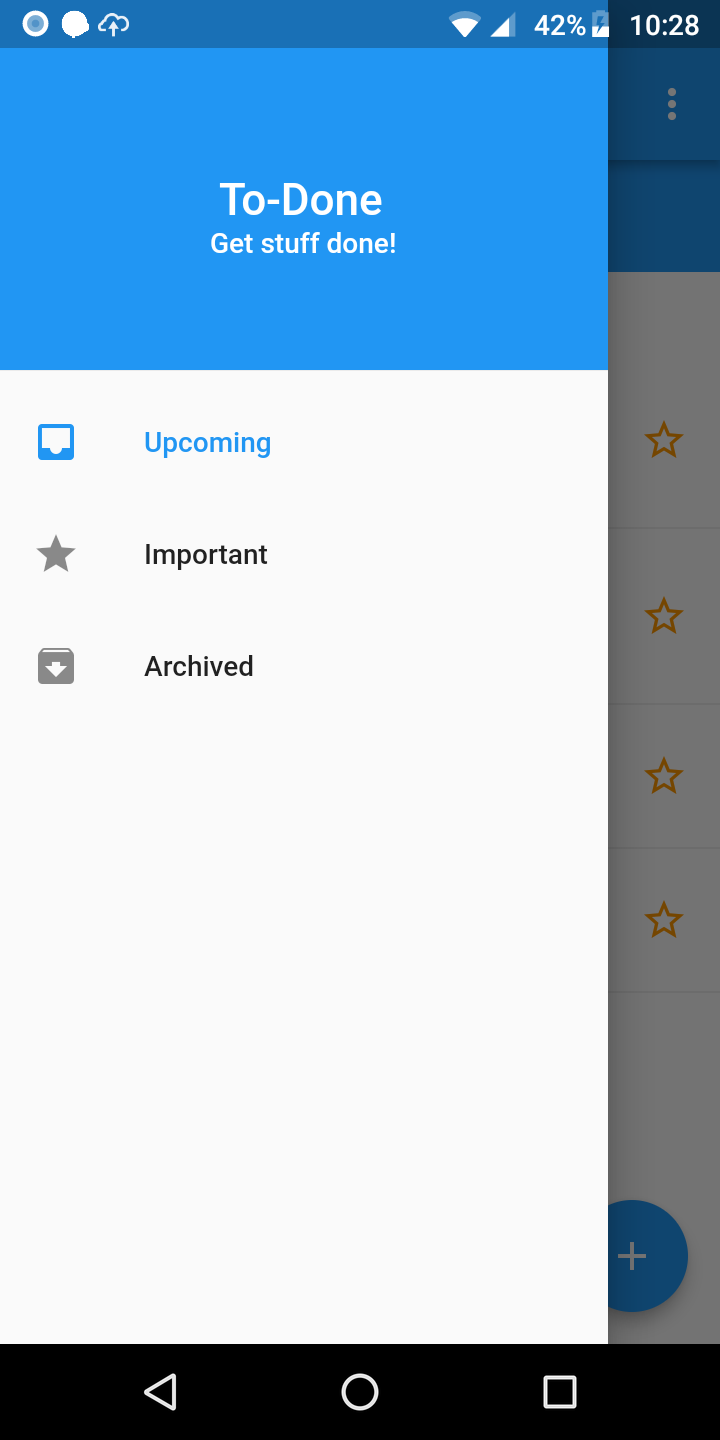 42%
10:28
To-Done
Get stuff done!
Upcoming
Important
Archived